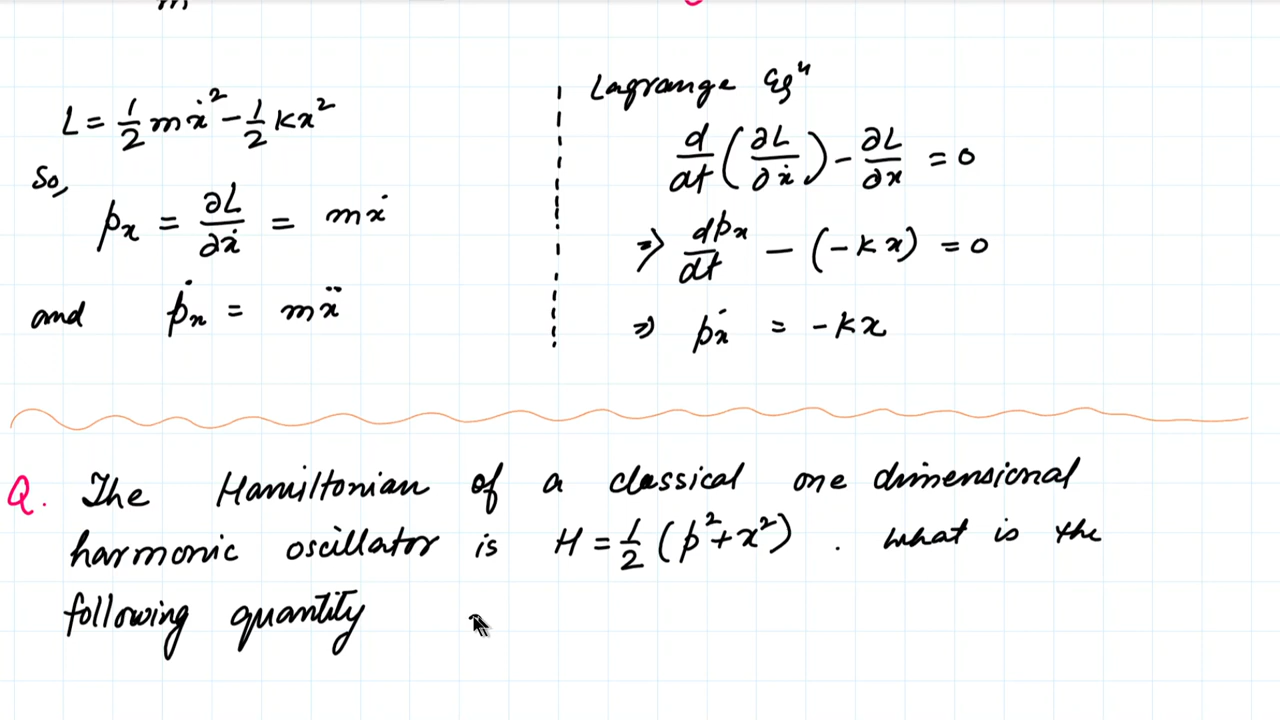 m
L = 1/2 mẋ² - 1/2 kx²
So,
pₓ = ∂L/∂ẋ = mẋ
and ṗₓ = mẍ
Lagrange Eqⁿ
d/dt (∂L/∂ẋ) - ∂L/∂x = 0
⇒ dpₓ/dt - (-kx) = 0
⇒ ṗₓ = -kx
Q. The Hamiltonian of a classical one dimensional
harmonic oscillator is H = 1/2 (p² + x²) . what is the
following quantity